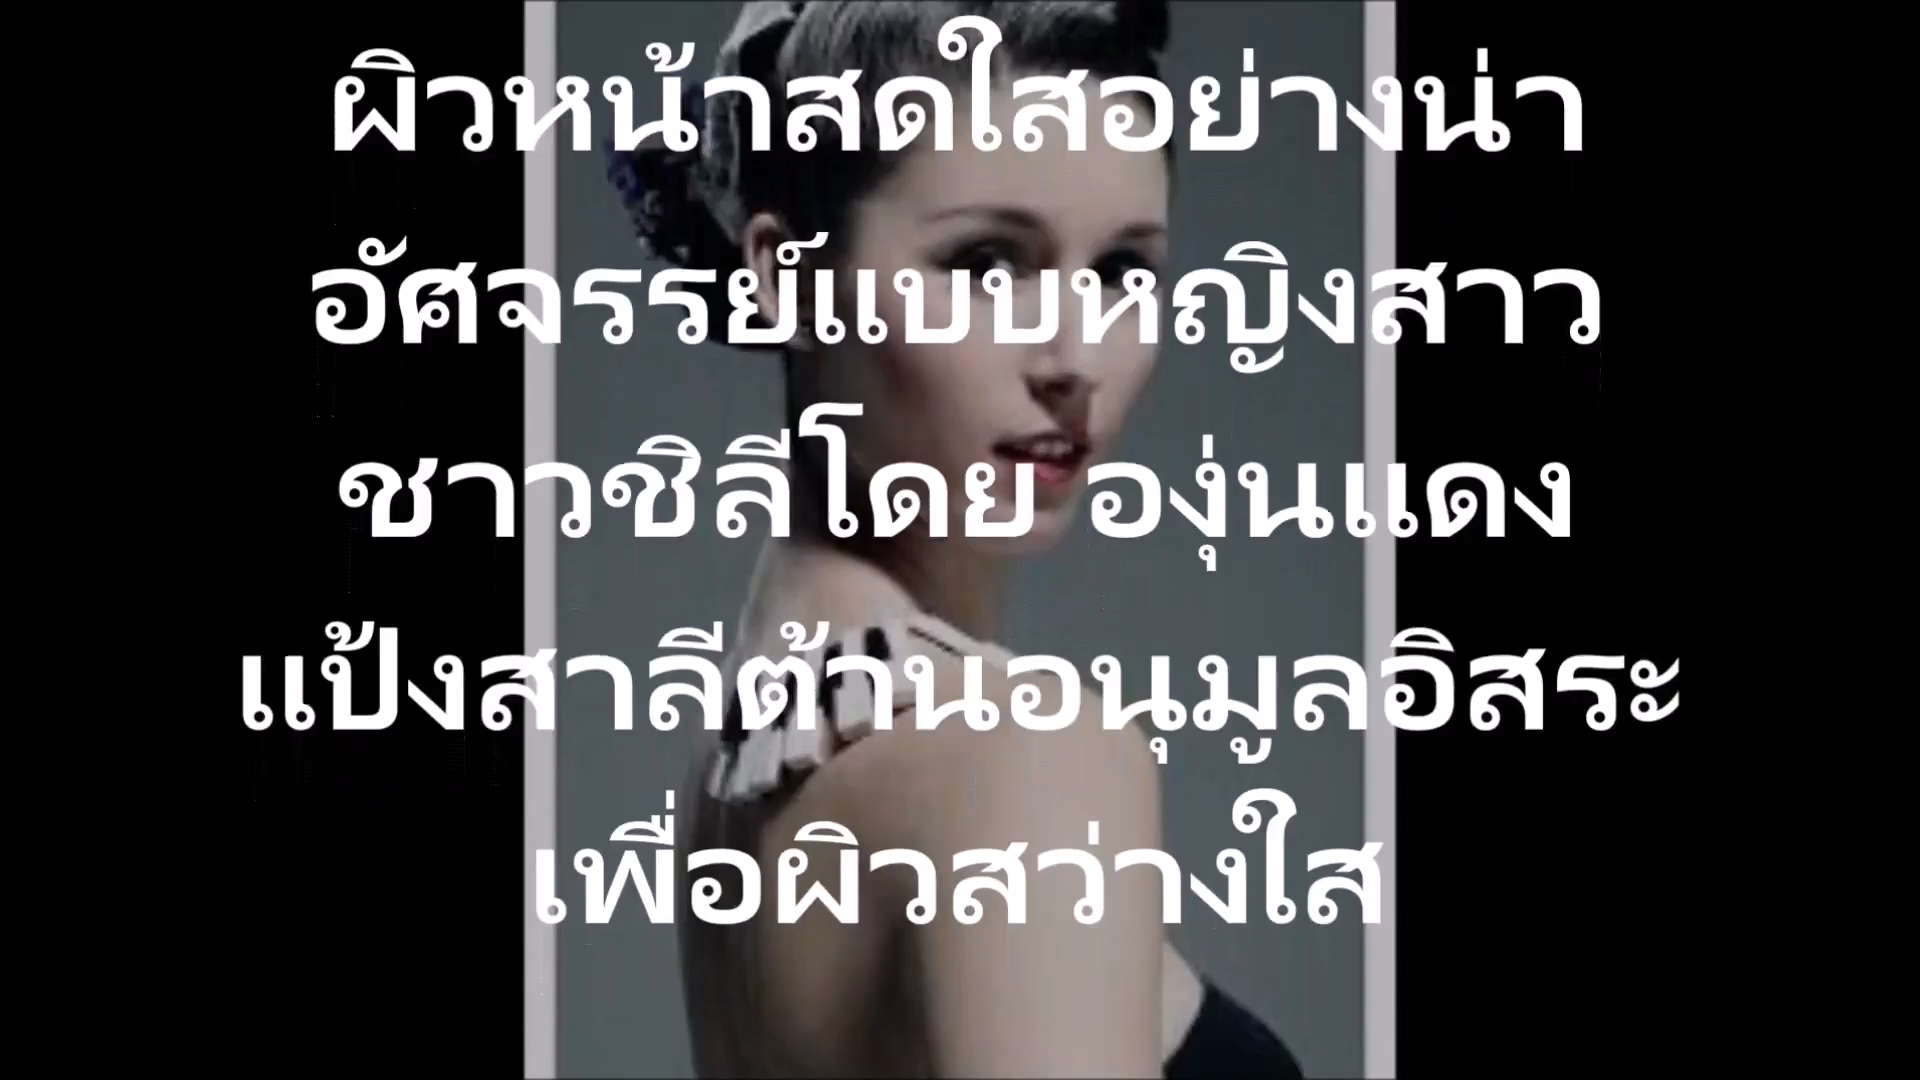 ผิวหน้าสดใสอย่างน่า
อัศจรรย์แบบหญิงสาว
ชาวชิลีโดย องุ่นแดง
แป้งสาลีต้านอนุมูลอิสระ
เพื่อผิวสว่างใส